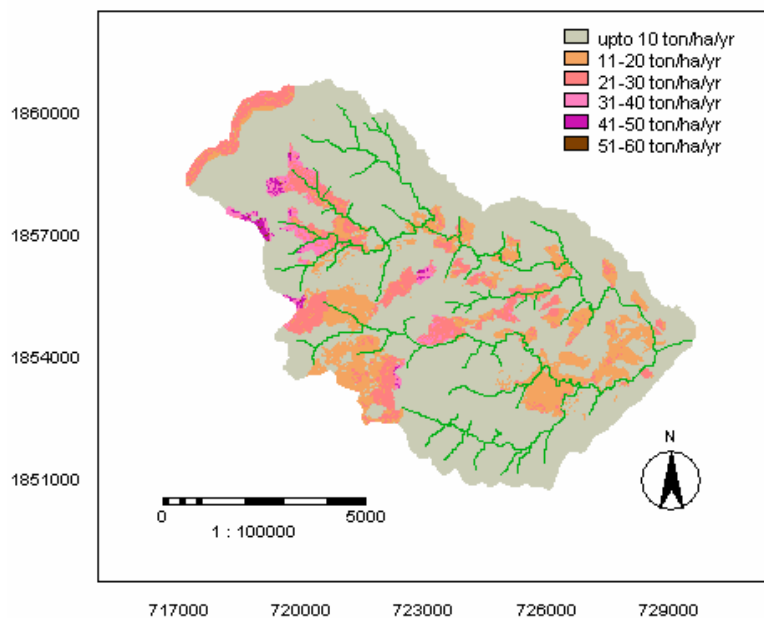 upto 10 ton/ha/yr
11-20 ton/ha/yr
21-30 ton/ha/yr
31-40 ton/ha/yr
41-50 ton/ha/yr
51-60 ton/ha/yr
1860000
1857000
1854000
1851000
N
0 5000
1 : 100000
717000 720000 723000 726000 729000